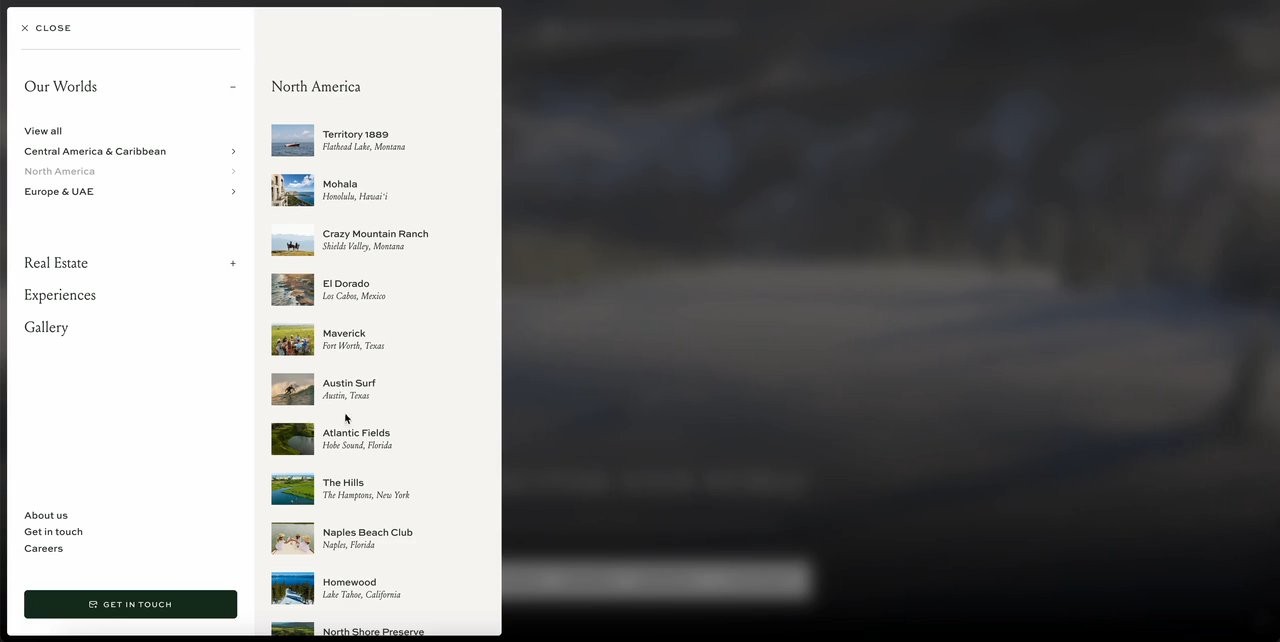 CLOSE
Our Worlds
View all
Central America & Caribbean
North America
Europe & UAE
Real Estate
Experiences
Gallery
About us
Get in touch
Careers
GET IN TOUCH
North America
Territory 1889
Flathead Lake, Montana
Mohala
Honolulu, Hawaiʻi
Crazy Mountain Ranch
Shields Valley, Montana
El Dorado
Los Cabos, Mexico
Maverick
Fort Worth, Texas
Austin Surf
Austin, Texas
Atlantic Fields
Hobe Sound, Florida
The Hills
The Hamptons, New York
Naples Beach Club
Naples, Florida
Homewood
Lake Tahoe, California
North Shore Preserve